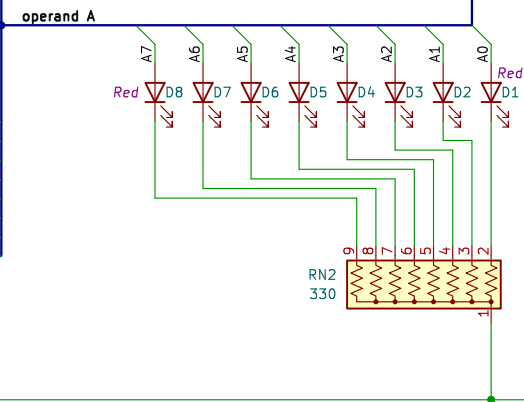 operand A
A7 A6 A5 A4 A3 A2 A1 A0
Red
Red D8 D7 D6 D5 D4 D3 D2 D1
9 8 7 6 5 4 3 2
RN2
330
1